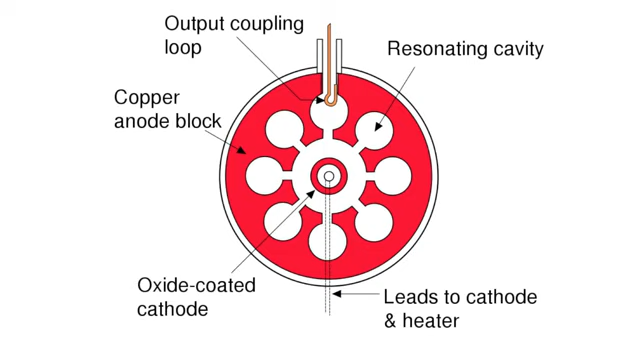 Output coupling
loop
Resonating cavity
Copper
anode block
Oxide-coated
cathode
Leads to cathode
& heater